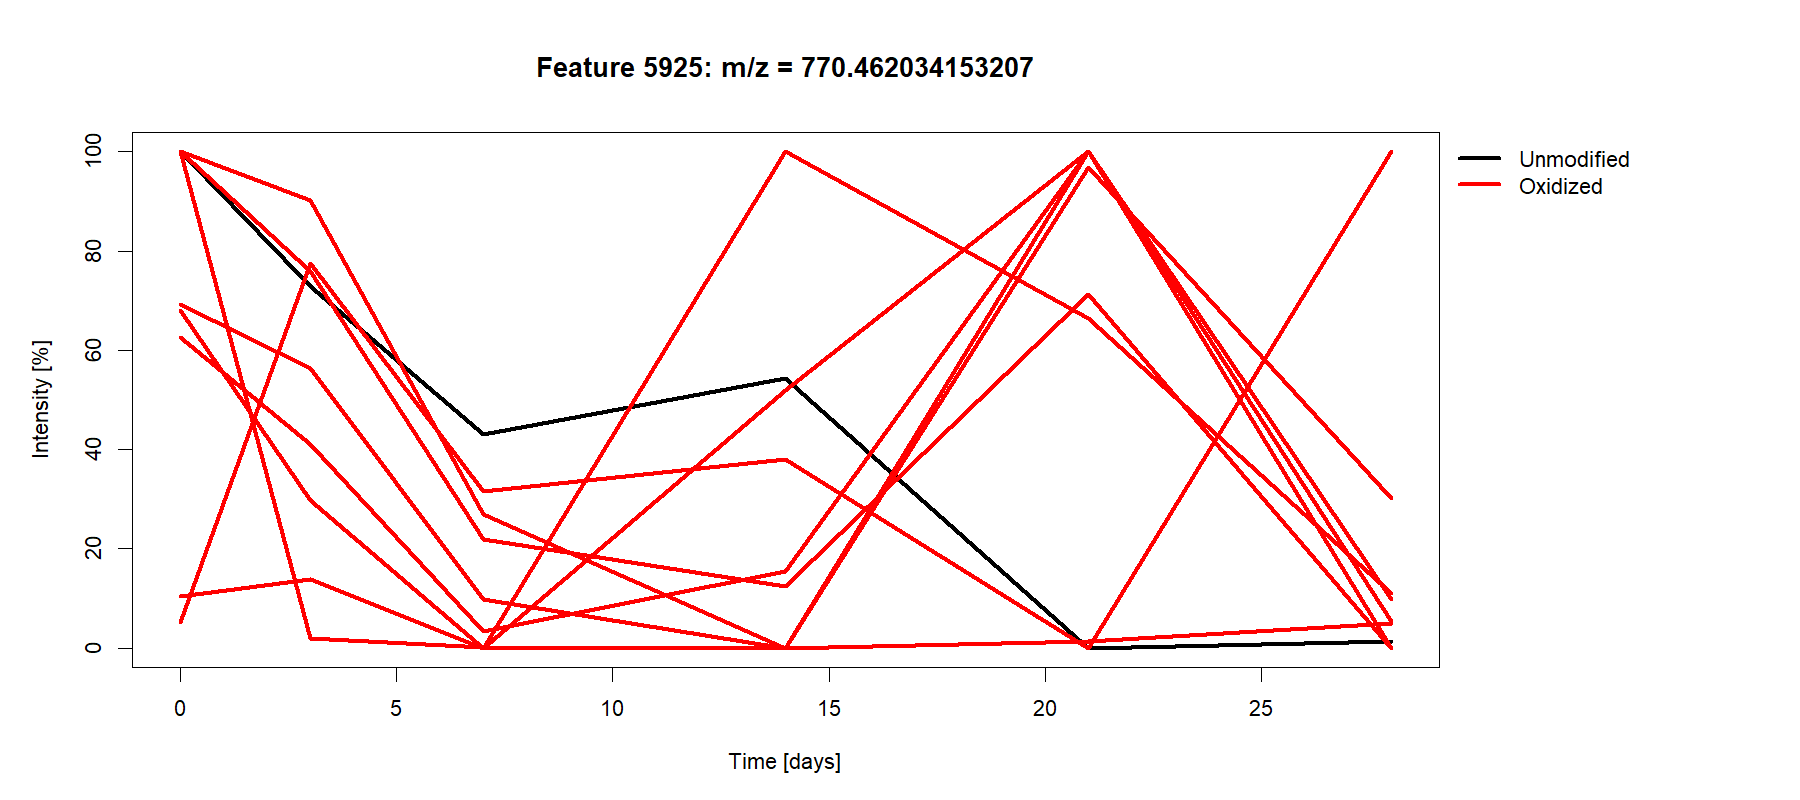 Feature 5925: m/z = 770.462034153207
Unmodified
Oxidized
Intensity [%]
100
80
60
40
20
0
0 5 10 15 20 25
Time [days]